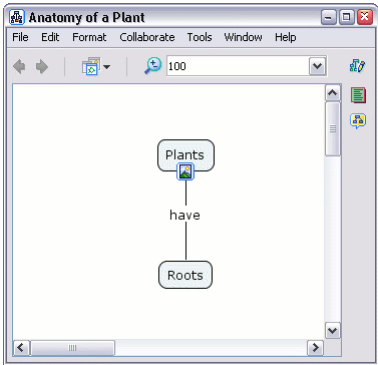 Anatomy of a Plant
File Edit Format Collaborate Tools Window Help
100
Plants
have
Roots